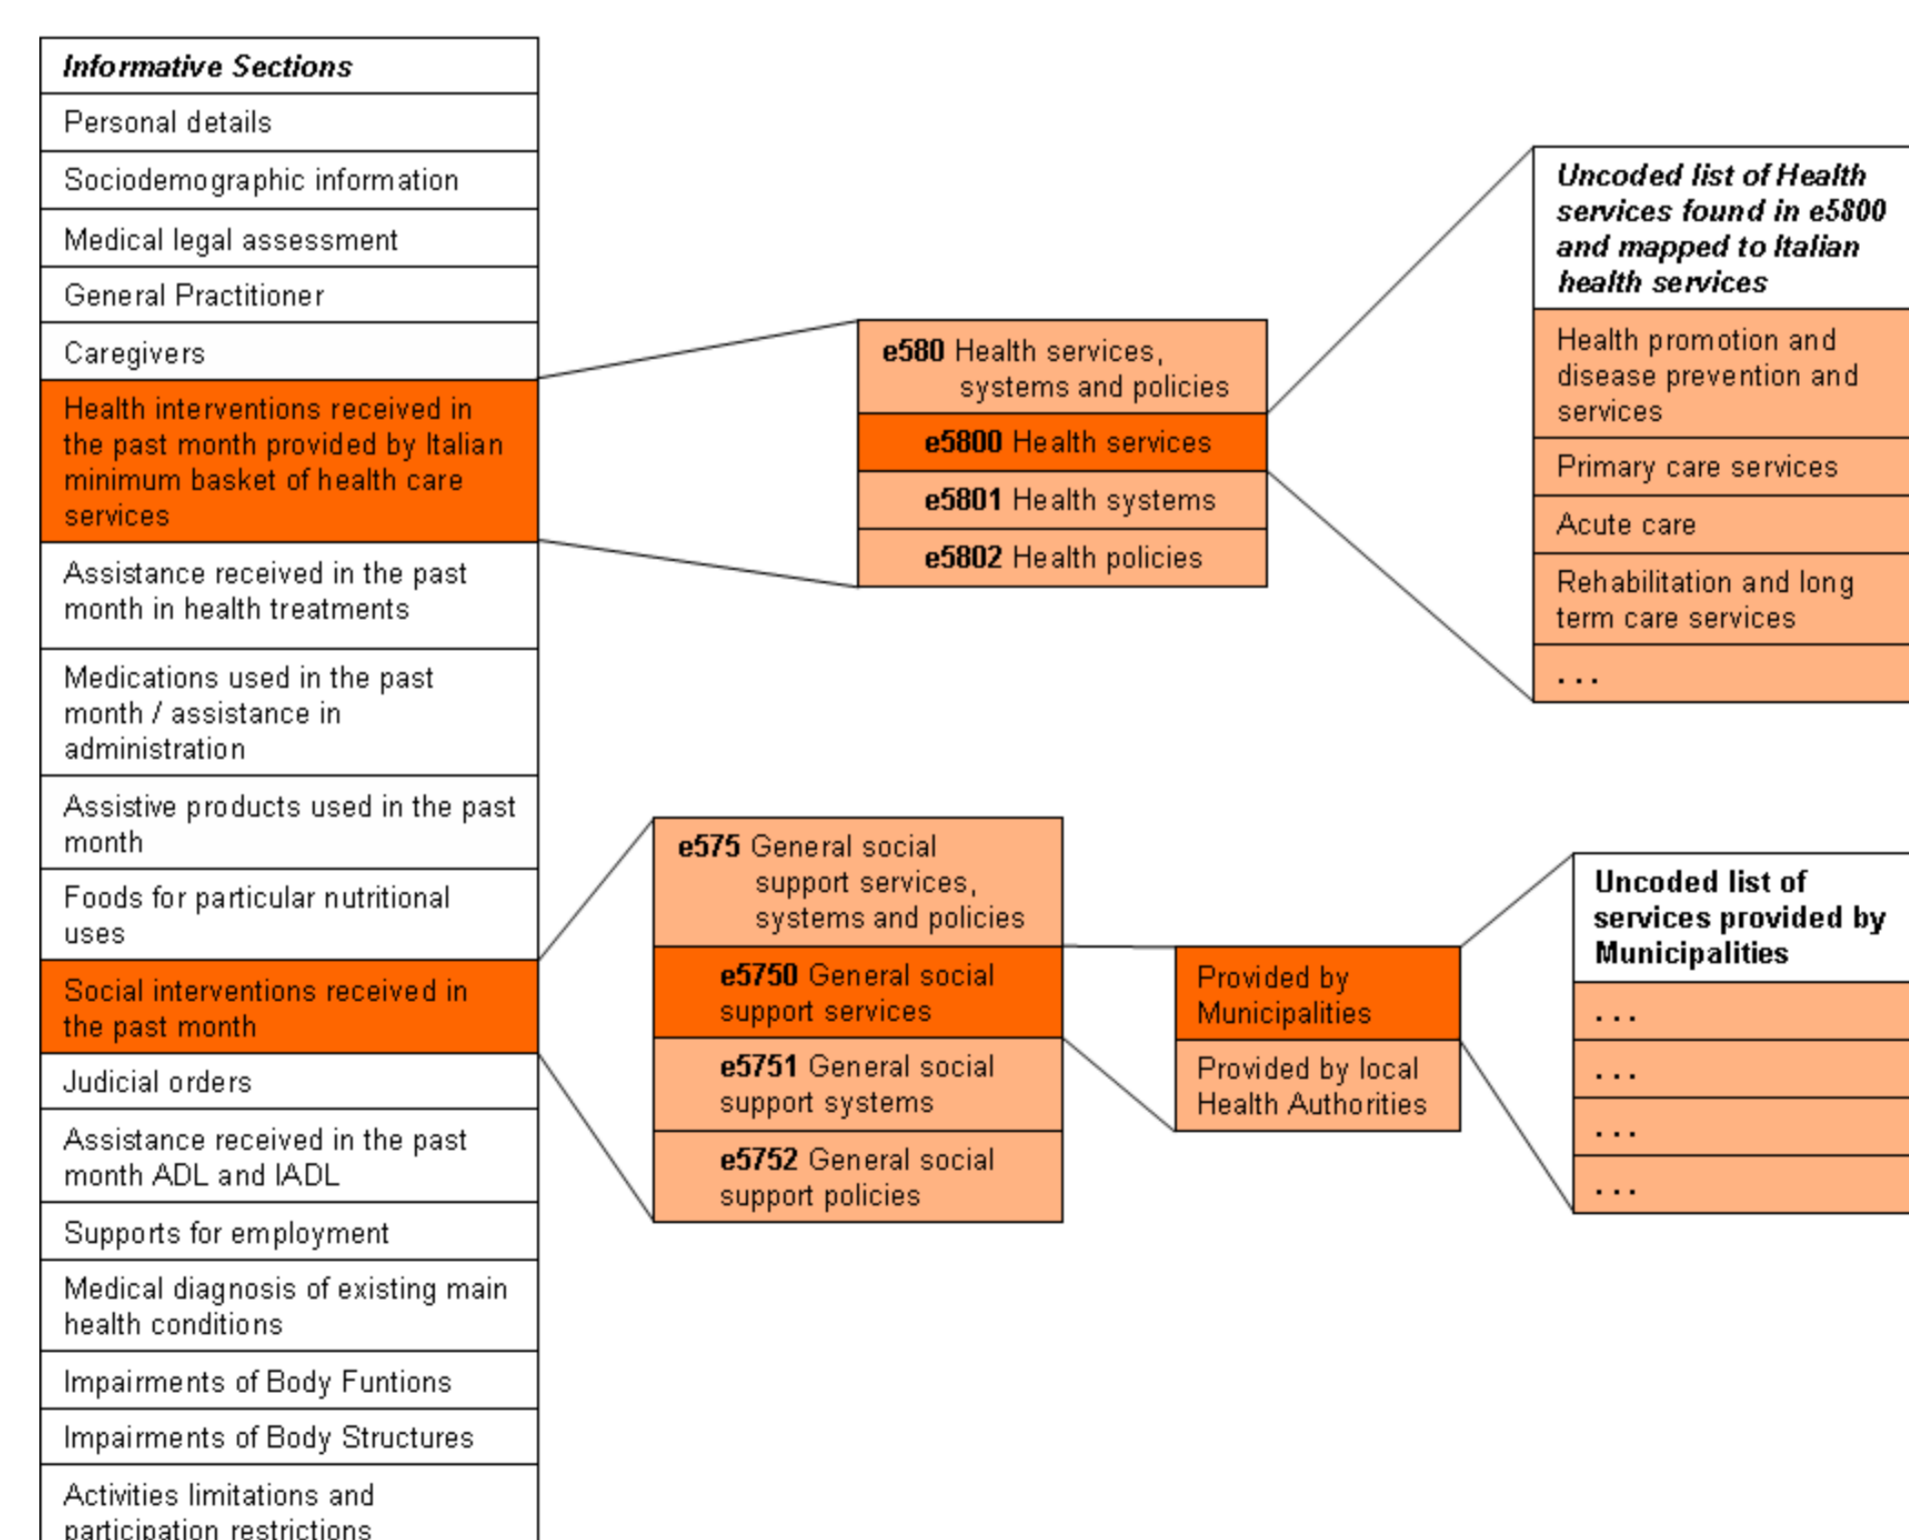 Informative Sections
Personal details
Sociodemographic information
Medical legal assessment
General Practitioner
Caregivers
Health interventions received in
the past month provided by Italian
minimum basket of health care
services
Assistance received in the past
month in health treatments
Medications used in the past
month / assistance in
administration
Assistive products used in the past
month
Foods for particular nutritional
uses
Social interventions received in
the past month
Judicial orders
Assistance received in the past
month ADL and IADL
Supports for employment
Medical diagnosis of existing main
health conditions
Impairments of Body Funtions
Impairments of Body Structures
Activities limitations and
participation restrictions
e580 Health services,
systems and policies
e5800 Health services
e5801 Health systems
e5802 Health policies
Uncoded list of Health
services found in e5800
and mapped to Italian
health services
Health promotion and
disease prevention and
services
Primary care services
Acute care
Rehabilitation and long
term care services
...
e575 General social
support services,
systems and policies
e5750 General social
support services
e5751 General social
support systems
e5752 General social
support policies
Provided by
Municipalities
Provided by local
Health Authorities
Uncoded list of
services provided by
Municipalities
...
...
...
...